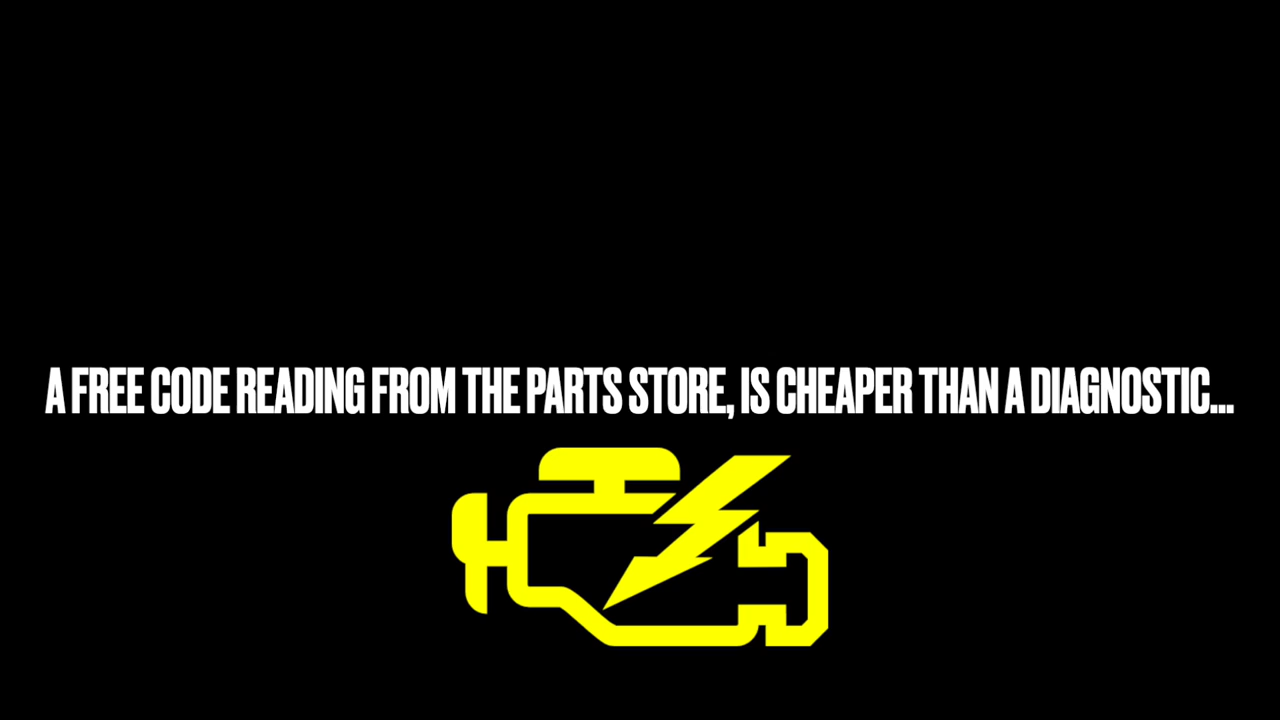 A FREE CODE READING FROM THE PARTS STORE, IS CHEAPER THAN A DIAGNOSTIC...